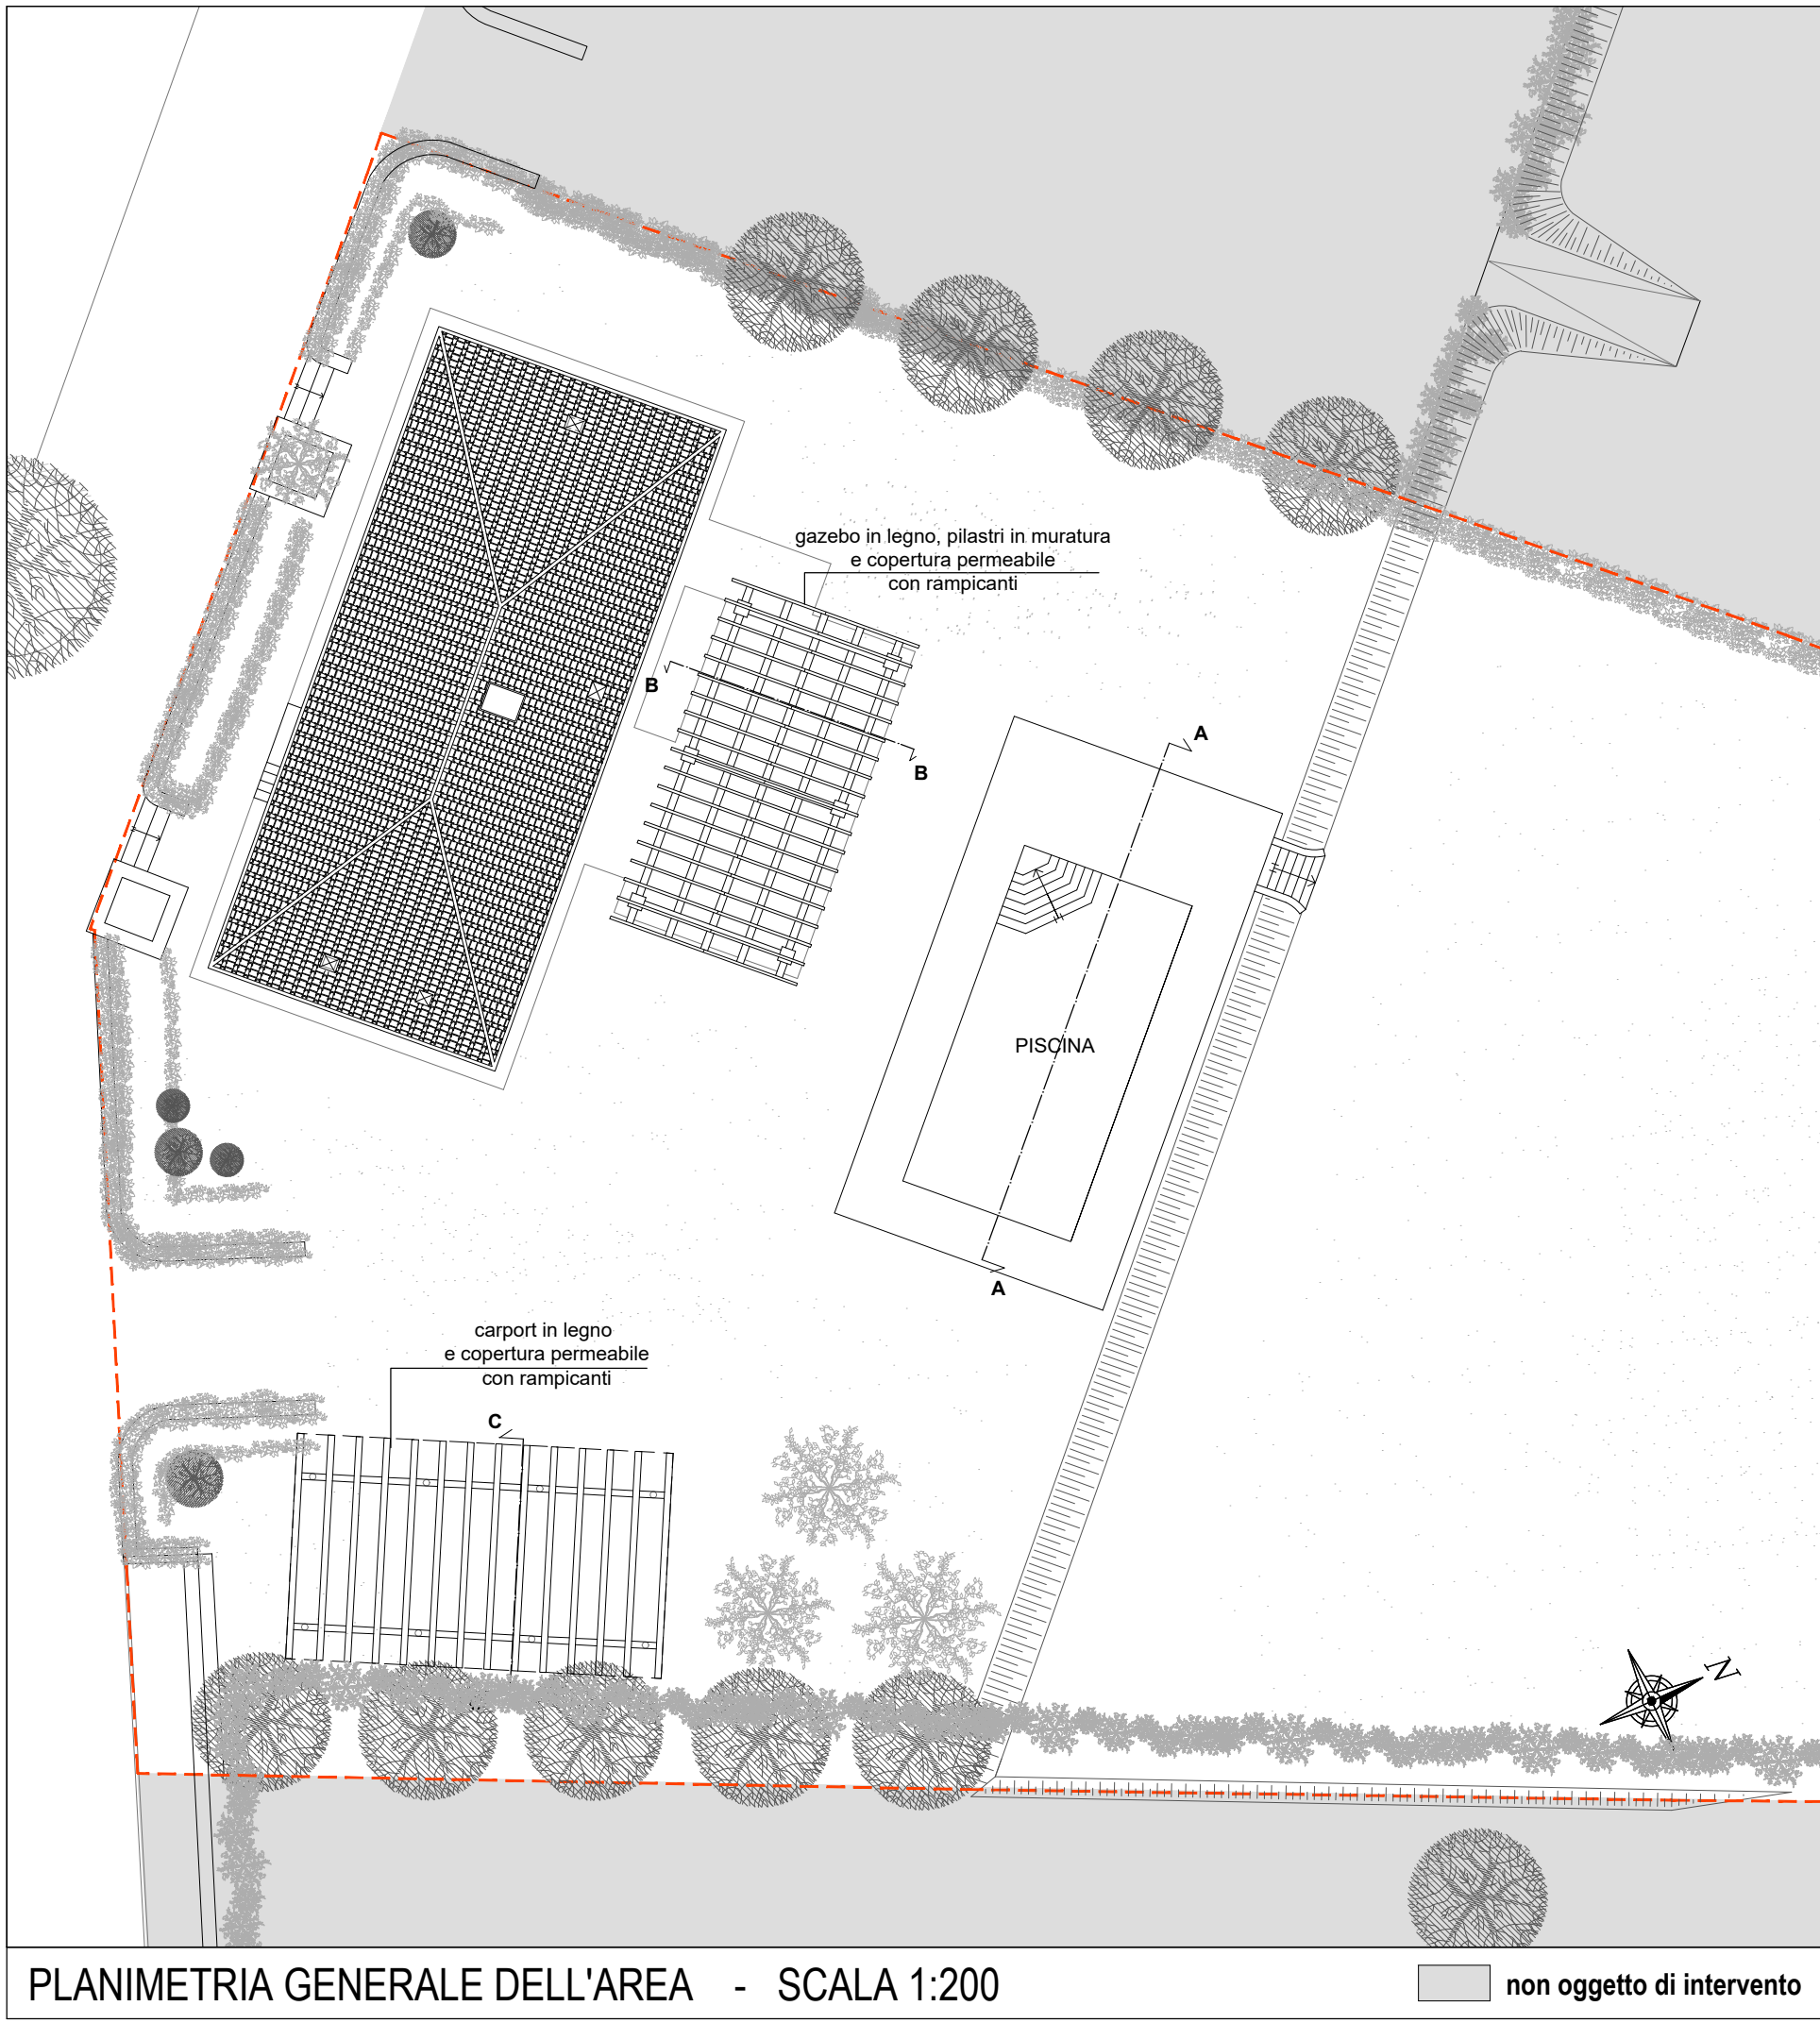 gazebo in legno, pilastri in muratura
e copertura permeabile
con rampicanti
B
B
A
PISCINA
A
carport in legno
e copertura permeabile
con rampicanti
C
N
PLANIMETRIA GENERALE DELL'AREA - SCALA 1:200
non oggetto di intervento